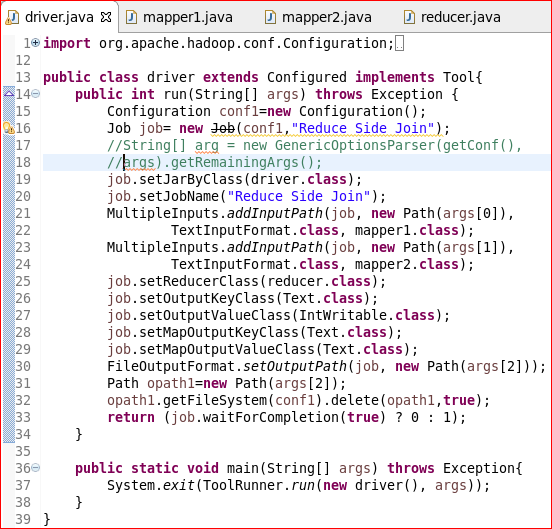 driver.java mapper1.java mapper2.java reducer.java
1 import org.apache.hadoop.conf.Configuration;
12
13 public class driver extends Configured implements Tool{
14     public int run(String[] args) throws Exception {
15         Configuration conf1=new Configuration();
16         Job job= new Job(conf1,"Reduce Side Join");
17         //String[] arg = new GenericOptionsParser(getConf(),
18         //args).getRemainingArgs();
19         job.setJarByClass(driver.class);
20         job.setJobName("Reduce Side Join");
21         MultipleInputs.addInputPath(job, new Path(args[0]),
22                 TextInputFormat.class, mapper1.class);
23         MultipleInputs.addInputPath(job, new Path(args[1]),
24                 TextInputFormat.class, mapper2.class);
25         job.setReducerClass(reducer.class);
26         job.setOutputKeyClass(Text.class);
27         job.setOutputValueClass(IntWritable.class);
28         job.setMapOutputKeyClass(Text.class);
29         job.setMapOutputValueClass(Text.class);
30         FileOutputFormat.setOutputPath(job, new Path(args[2]));
31         Path opath1=new Path(args[2]);
32         opath1.getFileSystem(conf1).delete(opath1,true);
33         return (job.waitForCompletion(true) ? 0 : 1);
34     }
35
36     public static void main(String[] args) throws Exception{
37         System.exit(ToolRunner.run(new driver(), args));
38     }
39 }